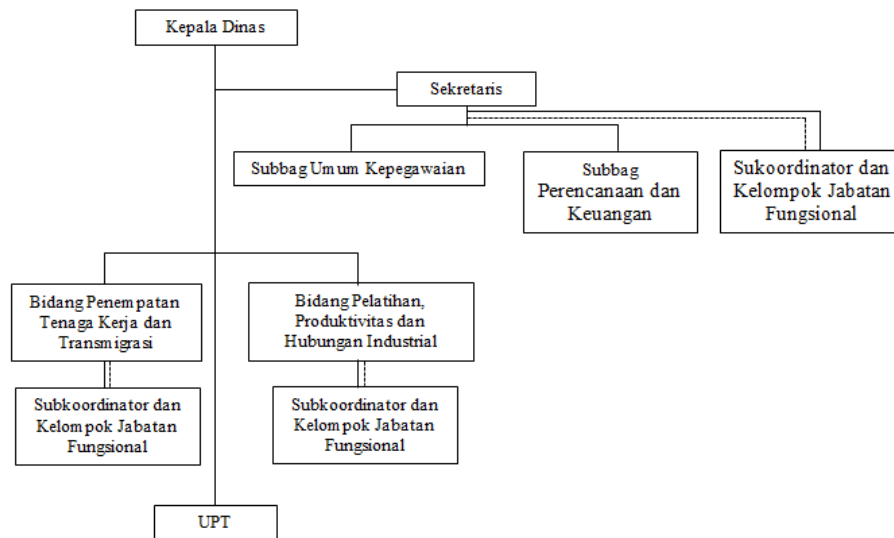 Kepala Dinas
Sekretaris
Subbag Umum Kepegawaian
Subbag
Perencanaan dan
Keuangan
Sukoordinator dan
Kelompok Jabatan
Fungsional
Bidang Penempatan
Tenaga Kerja dan
Transmigrasi
Bidang Pelatihan,
Produktivitas dan
Hubungan Industrial
Subkoordinator dan
Kelompok Jabatan
Fungsional
Subkoordinator dan
Kelompok Jabatan
Fungsional
UPT